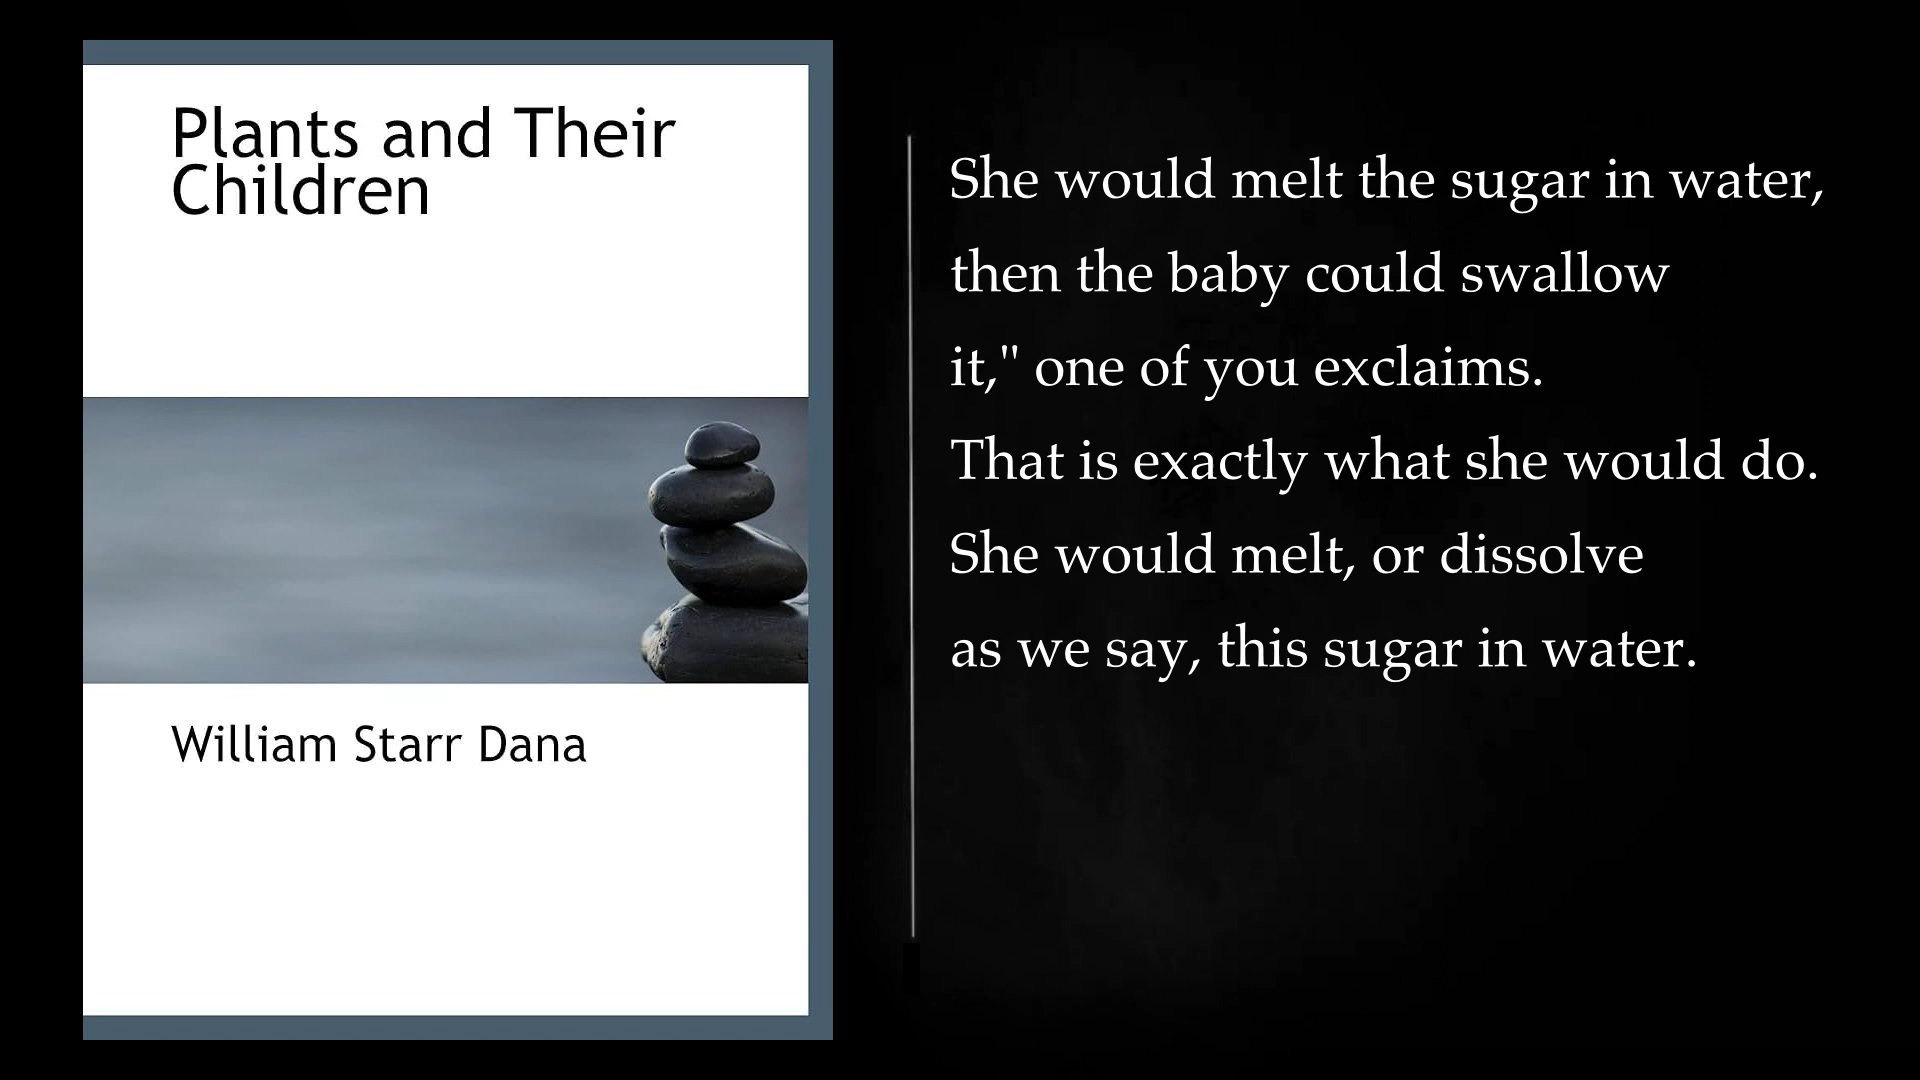 Plants and Their
Children
William Starr Dana
She would melt the sugar in water,
then the baby could swallow
it," one of you exclaims.
That is exactly what she would do.
She would melt, or dissolve
as we say, this sugar in water.